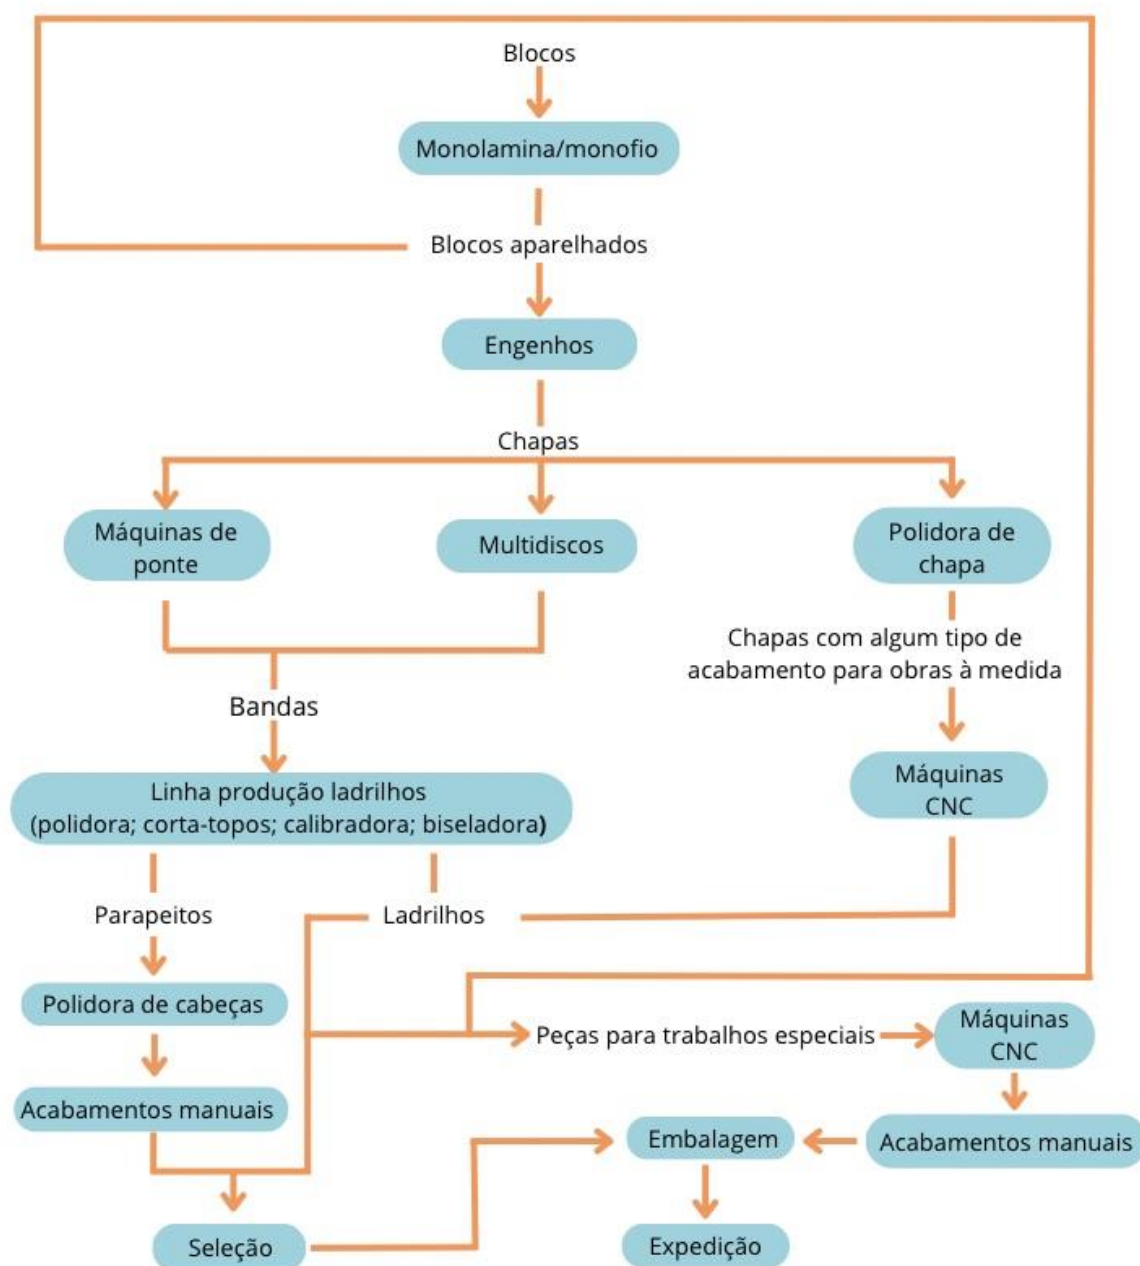 Blocos
Monolamina/monofio
Blocos aparelhados
Engenhos
Chapas
Máquinas de
ponte
Multidiscos
Polidora de
chapa
Chapas com algum tipo de
acabamento para obras à medida
Bandas
Máquinas
CNC
Linha produção ladrilhos
(polidora; corta-topos; calibradora; biseladora)
Parapeitos
Ladrilhos
Polidora de cabeças
Peças para trabalhos especiais
Máquinas
CNC
Acabamentos manuais
Embalagem
Acabamentos manuais
Seleção
Expedição